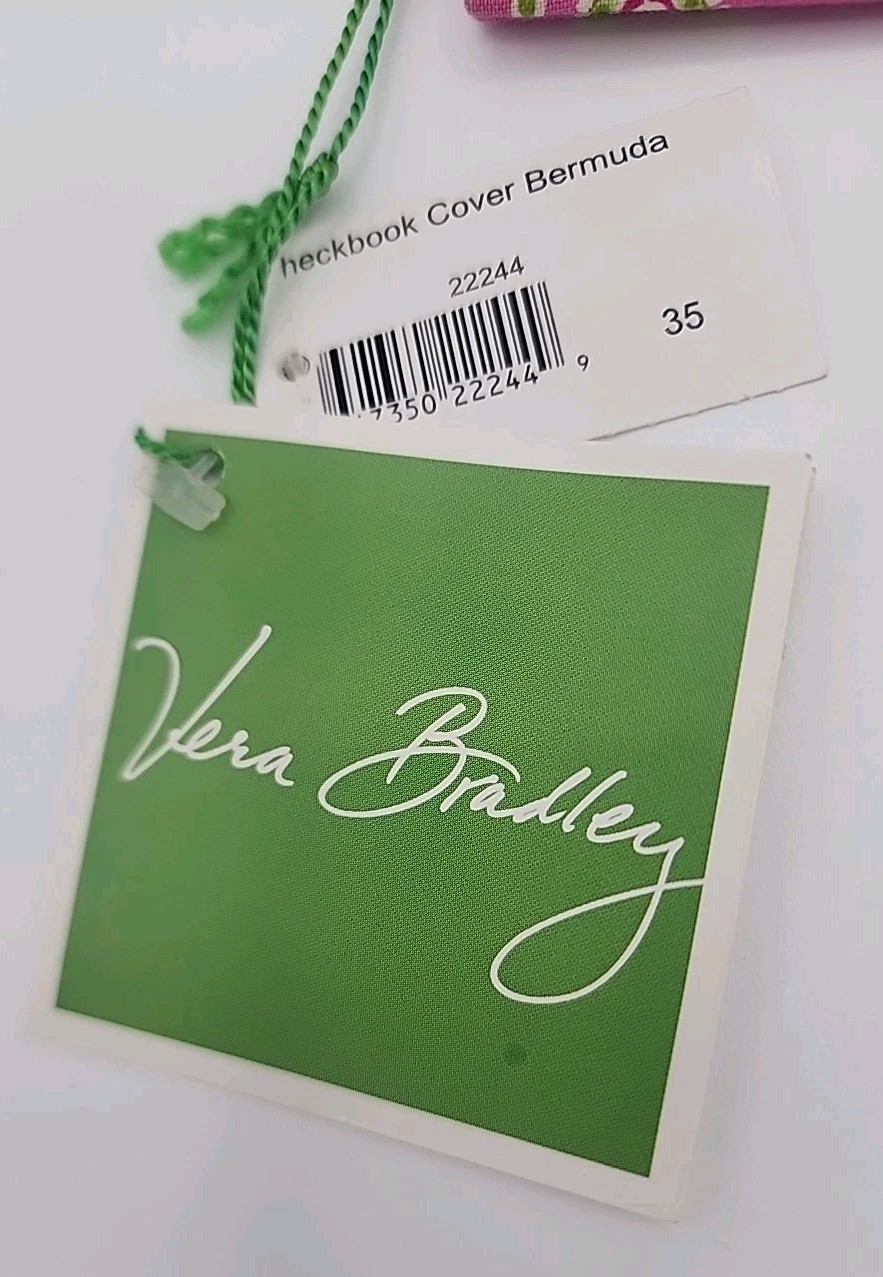 heckbook Cover Bermuda
22244
35
7350 22244 9
Vera Bradley